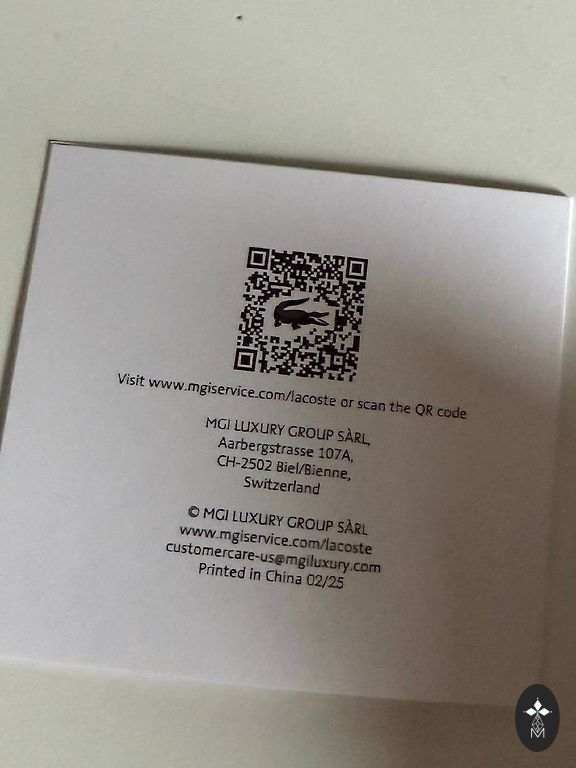 Visit www.mgiservice.com/lacoste or scan the QR code
MGI LUXURY GROUP SÀRL,
Aarbergstrasse 107A,
CH-2502 Biel/Bienne,
Switzerland
© MGI LUXURY GROUP SÀRL
www.mgiservice.com/lacoste
customercare-us@mgiluxury.com
Printed in China 02/25
M